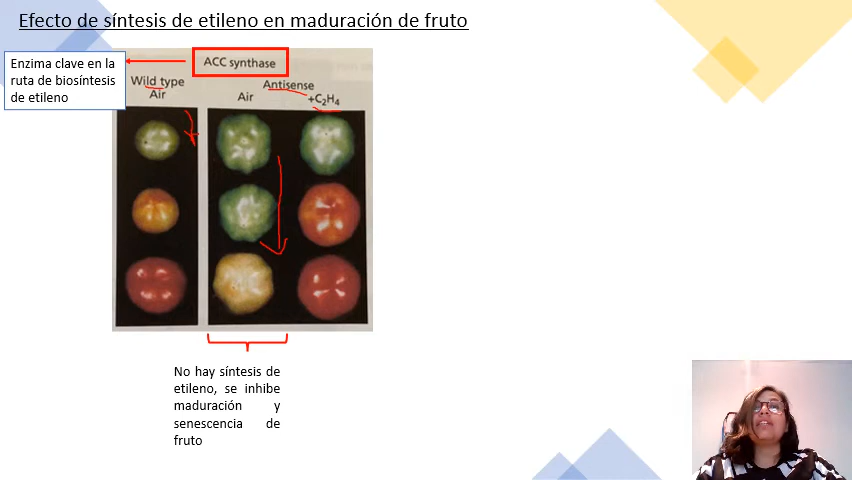 Efecto de síntesis de etileno en maduración de fruto
Enzima clave en la
ruta de biosíntesis
de etileno
ACC synthase
Wild type
Air
Antisense
Air
+C₂H₄
No hay síntesis de
etileno, se inhibe
maduración y
senescencia de
fruto